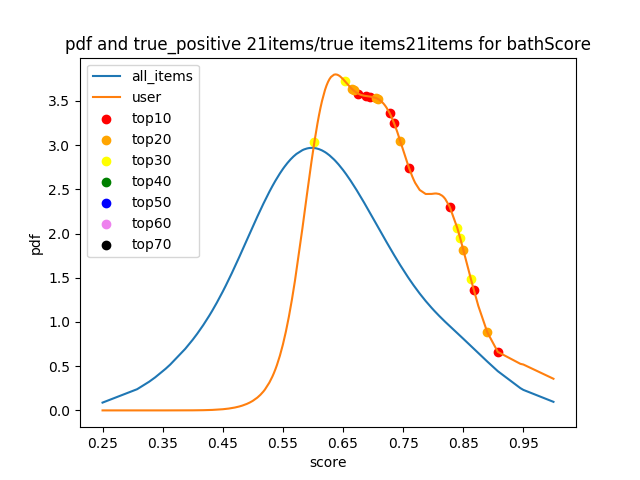 pdf and true_positive 21items/true items21items for bathScore
all_items
user
top10
top20
top30
top40
top50
top60
top70
pdf
3.5
3.0
2.5
2.0
1.5
1.0
0.5
0.0
0.25 0.35 0.45 0.55 0.65 0.75 0.85 0.95
score